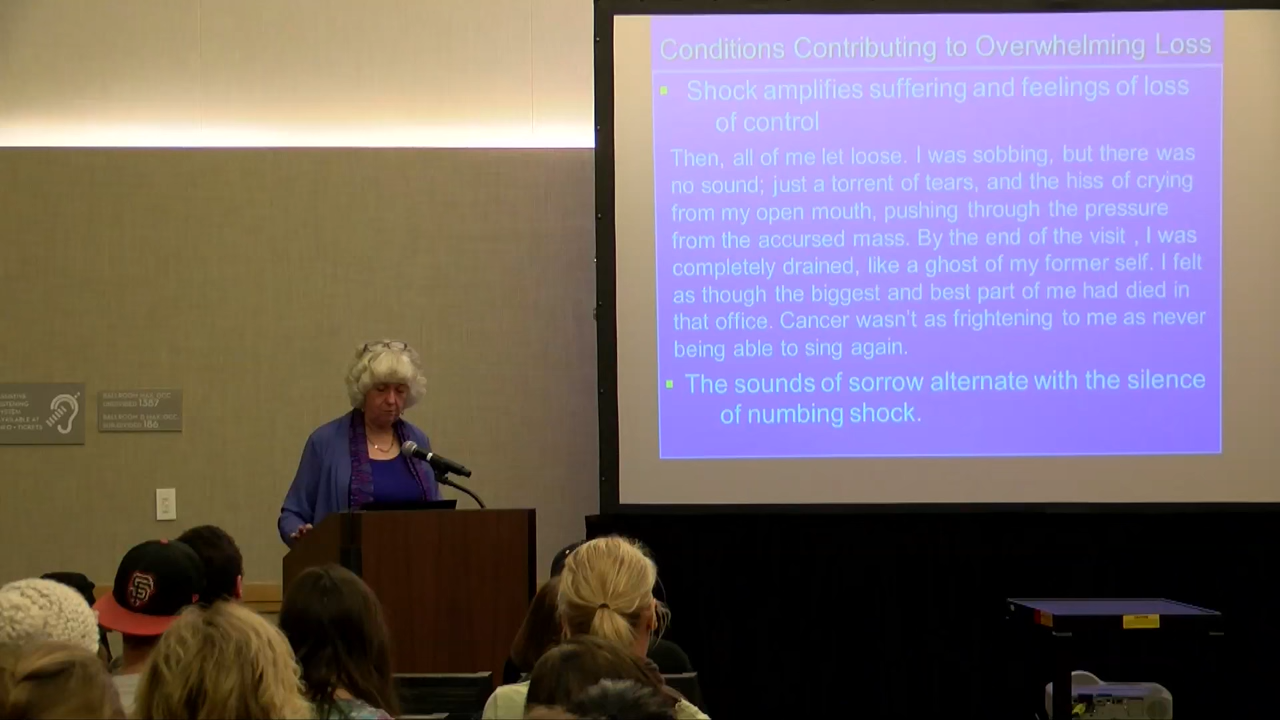 Conditions Contributing to Overwhelming Loss
Shock amplifies suffering and feelings of loss
of control
Then, all of me let loose. I was sobbing, but there was
no sound; just a torrent of tears, and the hiss of crying
from my open mouth, pushing through the pressure
from the accursed mass. By the end of the visit , I was
completely drained, like a ghost of my former self. I felt
as though the biggest and best part of me had died in
that office. Cancer wasn't as frightening to me as never
being able to sing again.
The sounds of sorrow alternate with the silence
of numbing shock.
1387
186
SF